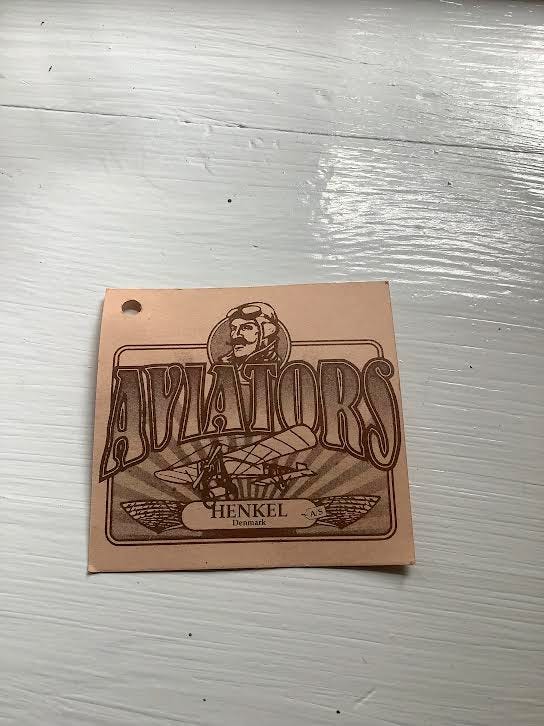 AVIATORS
HENKEL
Denmark
A/S